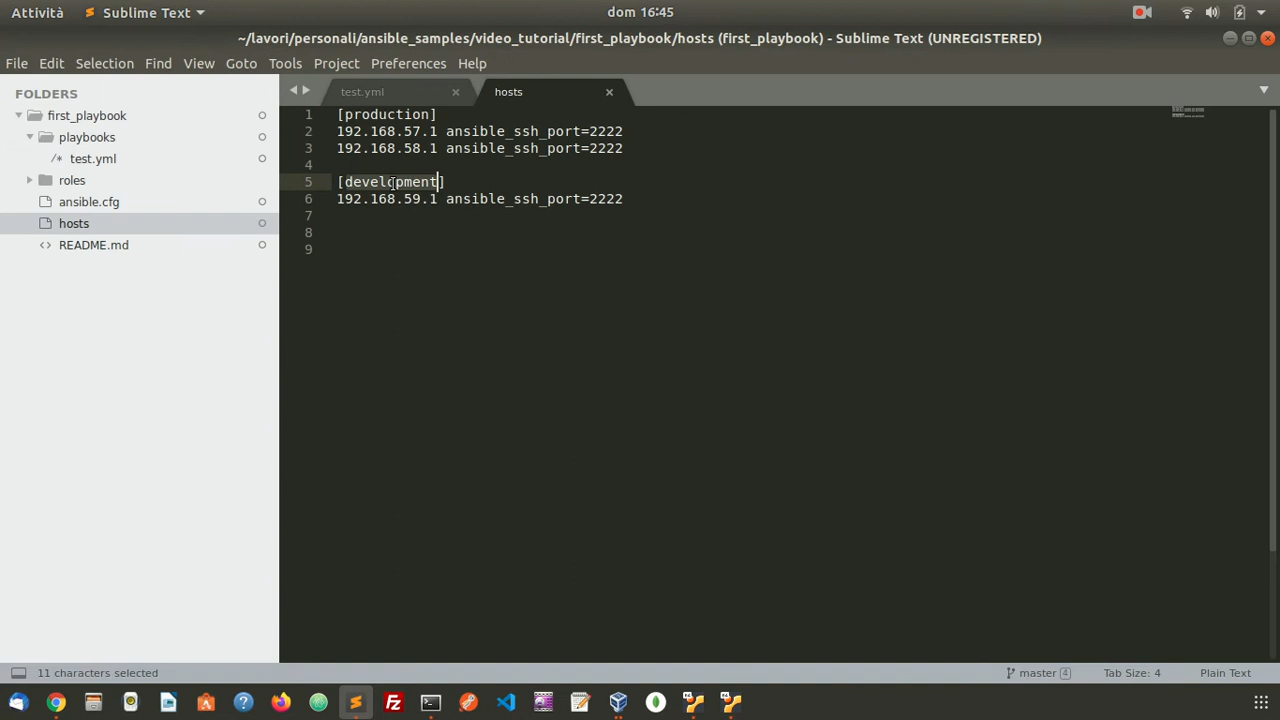 Attività Sublime Text dom 16:45
~/lavori/personali/ansible_samples/video_tutorial/first_playbook/hosts (first_playbook) - Sublime Text (UNREGISTERED)
File Edit Selection Find View Goto Tools Project Preferences Help
FOLDERS
first_playbook
playbooks
/* test.yml
roles
ansible.cfg
hosts
<> README.md
test.yml × hosts ×
1 [production]
2 192.168.57.1 ansible_ssh_port=2222
3 192.168.58.1 ansible_ssh_port=2222
4
5 [development]
6 192.168.59.1 ansible_ssh_port=2222
7
8
9
11 characters selected master 4 Tab Size: 4 Plain Text